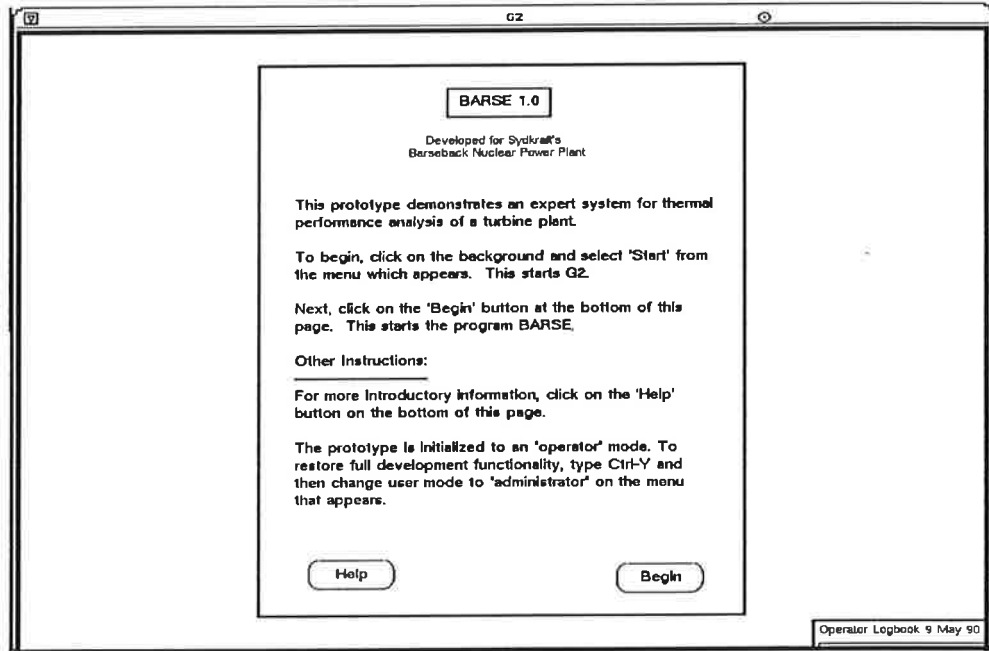 G2
BARSE 1.0
Developed for Sydkraft's
Barseback Nuclear Power Plant
This prototype demonstrates an expert system for thermal
performance analysis of a turbine plant.
To begin, click on the background and select 'Start' from
the menu which appears. This starts G2.
Next, click on the 'Begin' button at the bottom of this
page. This starts the program BARSE.
Other Instructions:
For more Introductory information, click on the 'Help'
button on the bottom of this page.
The prototype is initialized to an "operator" mode. To
restore full development functionality, type Ctrl-Y and
then change user mode to "administrator" on the menu
that appears.
Help
Begin
Operator Logbook 9 May 90